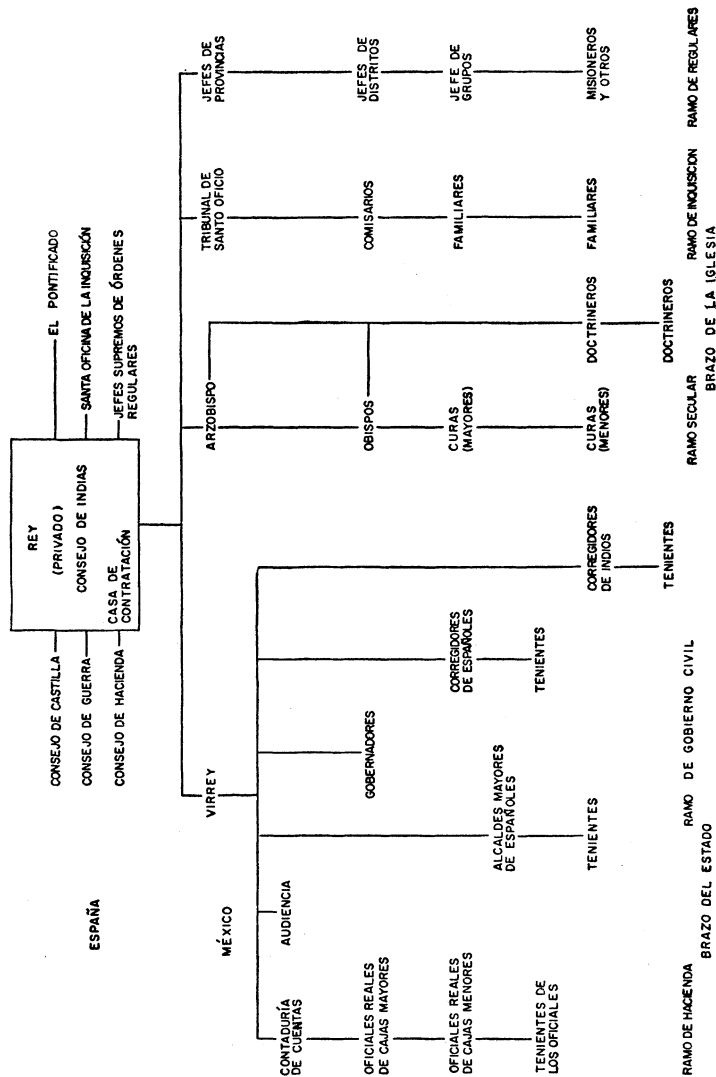 ESPAÑA
REY
(PRIVADO)
CONSEJO DE INDIAS
CASA DE
CONTRATACIÓN
CONSEJO DE CASTILLA
CONSEJO DE GUERRA
CONSEJO DE HACIENDA
EL PONTIFICADO
SANTA OFICINA DE LA INQUISICIÓN
JEFES SUPREMOS DE ÓRDENES
REGULARES
MÉXICO
VIRREY
ARZOBISPO
TRIBUNAL DE
SANTO OFICIO
JEFES DE
PROVINCIAS
CONTADURÍA
DE CUENTAS
AUDIENCIA
OFICIALES REALES
DE CAJAS MAYORES
GOBERNADORES
OBISPOS
COMISARIOS
JEFES DE
DISTRITOS
OFICIALES REALES
DE CAJAS MENORES
ALCALDES MAYORES
DE ESPAÑOLES
CORREGIDORES
DE ESPAÑOLES
CURAS
(MAYORES)
FAMILIARES
JEFE DE
GRUPOS
TENIENTES DE
LOS OFICIALES
TENIENTES
TENIENTES
CORREGIDORES
DE INDIOS
CURAS
(MENORES)
DOCTRINEROS
FAMILIARES
MISIONEROS
Y OTROS
TENIENTES
DOCTRINEROS
RAMO DE HACIENDA
RAMO DE GOBIERNO CIVIL
RAMO SECULAR
RAMO DE INQUISICION
RAMO DE REGULARES
BRAZO DEL ESTADO
BRAZO DE LA IGLESIA